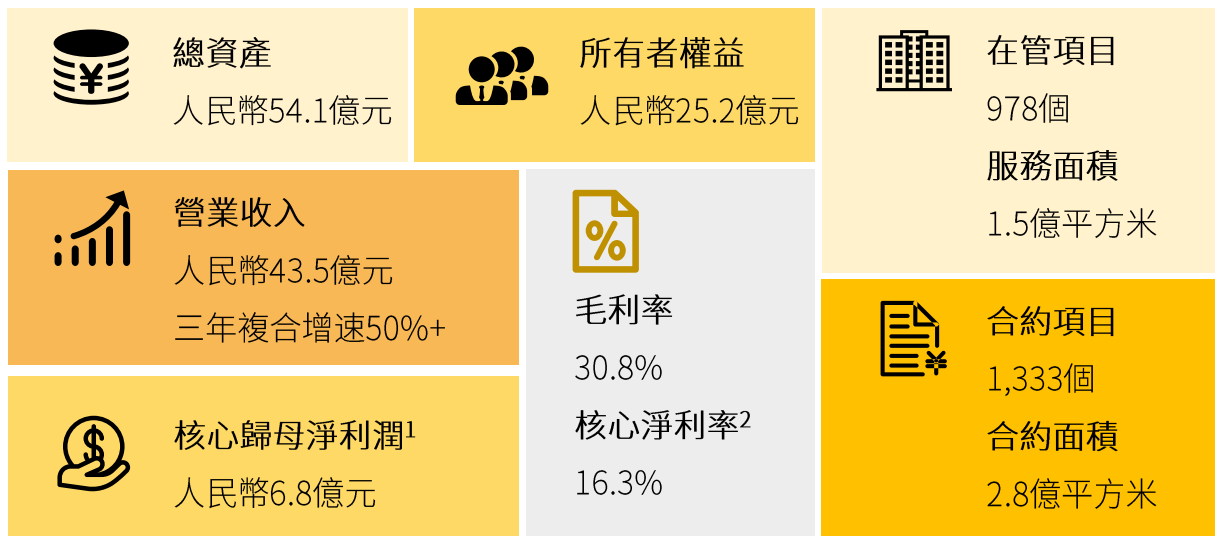 總資產
人民幣54.1億元
所有者權益
人民幣25.2億元
在管項目
978個
服務面積
1.5億平方米
營業收入
人民幣43.5億元
三年複合增速50%+
毛利率
30.8%
核心淨利率²
16.3%
合約項目
1,333個
合約面積
2.8億平方米
核心歸母淨利潤¹
人民幣6.8億元